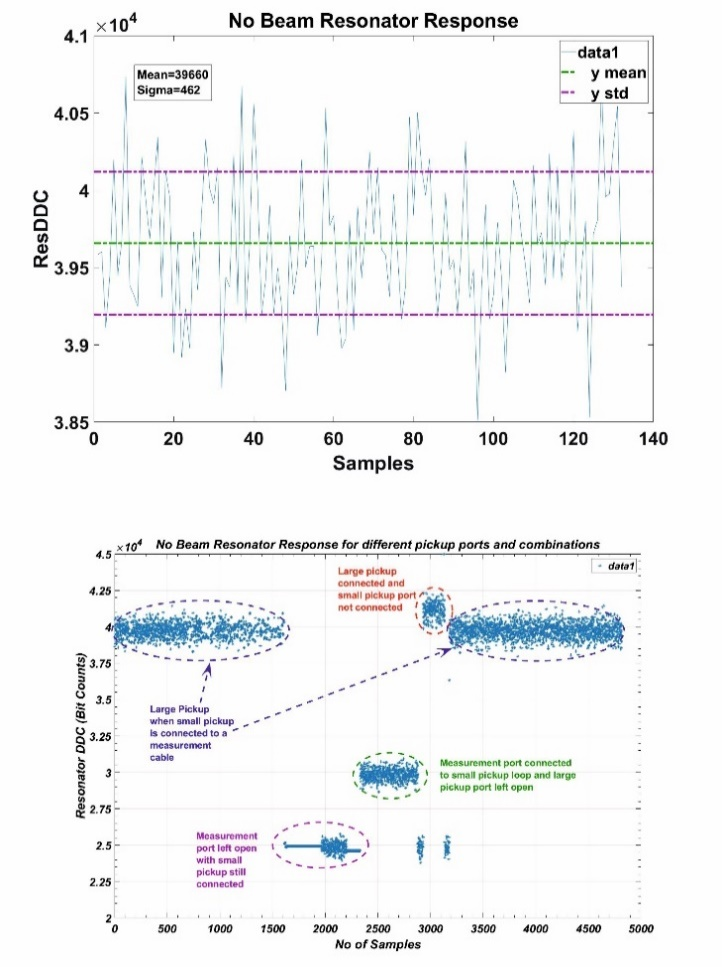 No Beam Resonator Response
×10⁴
4.1
4.05
4
3.95
3.9
3.85
ResDDC
Mean=39660
Sigma=462
data1
y mean
y std
0 20 40 60 80 100 120 140
Samples
No Beam Resonator Response for different pickup ports and combinations
×10⁴
4.5
4.25
4
3.75
3.5
3.25
3
2.75
2.5
2.25
2
Resonator DDC (Bit Counts)
data1
Large pickup
connected and
small pickup port
not connected
Large Pickup
when small pickup
is connected to a
measurement
cable
Measurement port connected
to small pickup loop and large
pickup port left open
Measurement
port left open
with small
pickup still
connected
0 500 1000 1500 2000 2500 3000 3500 4000 4500 5000
No of Samples